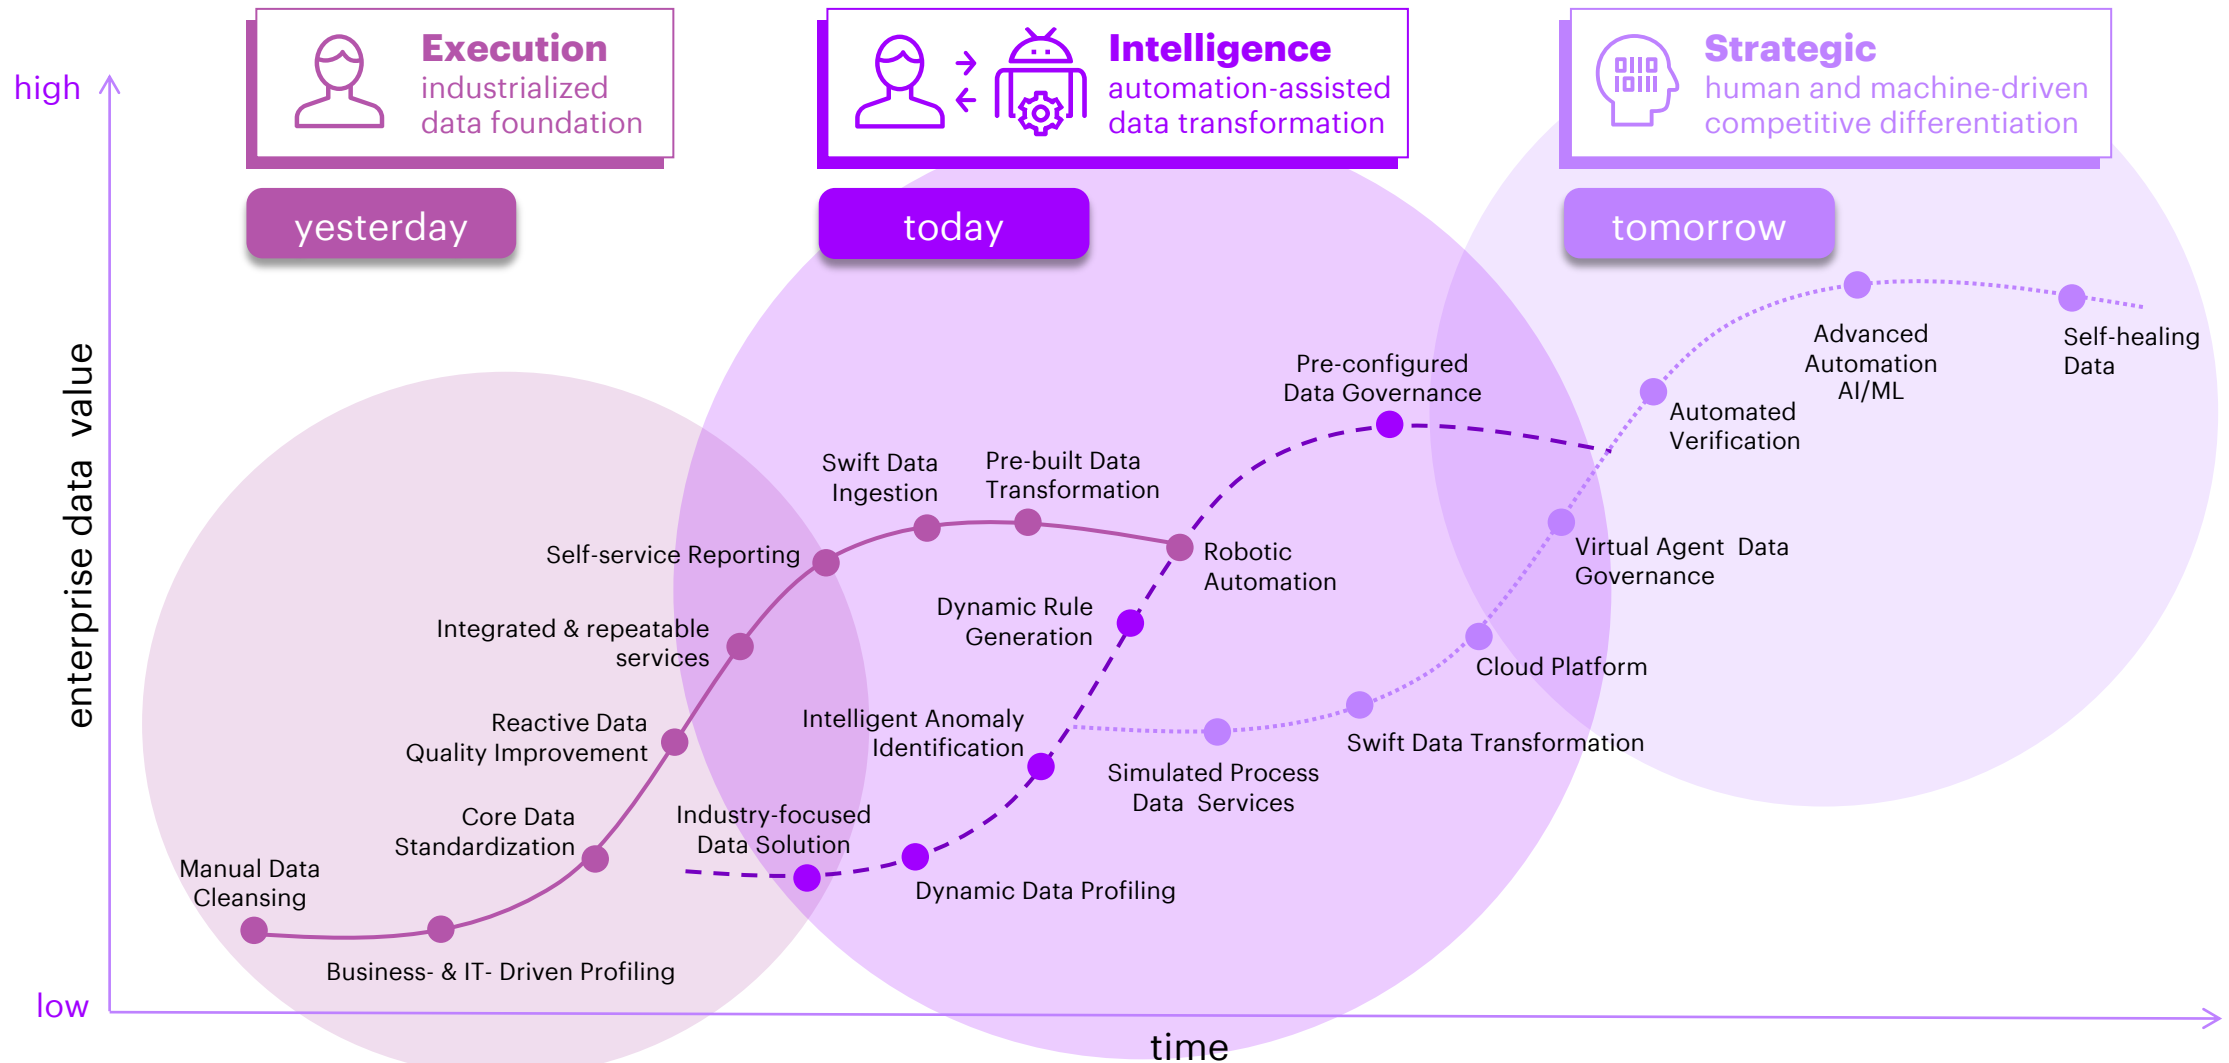 Execution
industrialized
data foundation
Intelligence
automation-assisted
data transformation
Strategic
human and machine-driven
competitive differentiation
0110
10111
yesterday
today
tomorrow
high
enterprise data value
low
time
Manual Data
Cleansing
Business- & IT- Driven Profiling
Core Data
Standardization
Reactive Data
Quality Improvement
Integrated & repeatable
services
Self-service Reporting
Swift Data
Ingestion
Pre-built Data
Transformation
Robotic
Automation
Industry-focused
Data Solution
Dynamic Data Profiling
Intelligent Anomaly
Identification
Dynamic Rule
Generation
Pre-configured
Data Governance
Simulated Process
Data Services
Swift Data Transformation
Cloud Platform
Virtual Agent Data
Governance
Automated
Verification
Advanced
Automation
AI/ML
Self-healing
Data